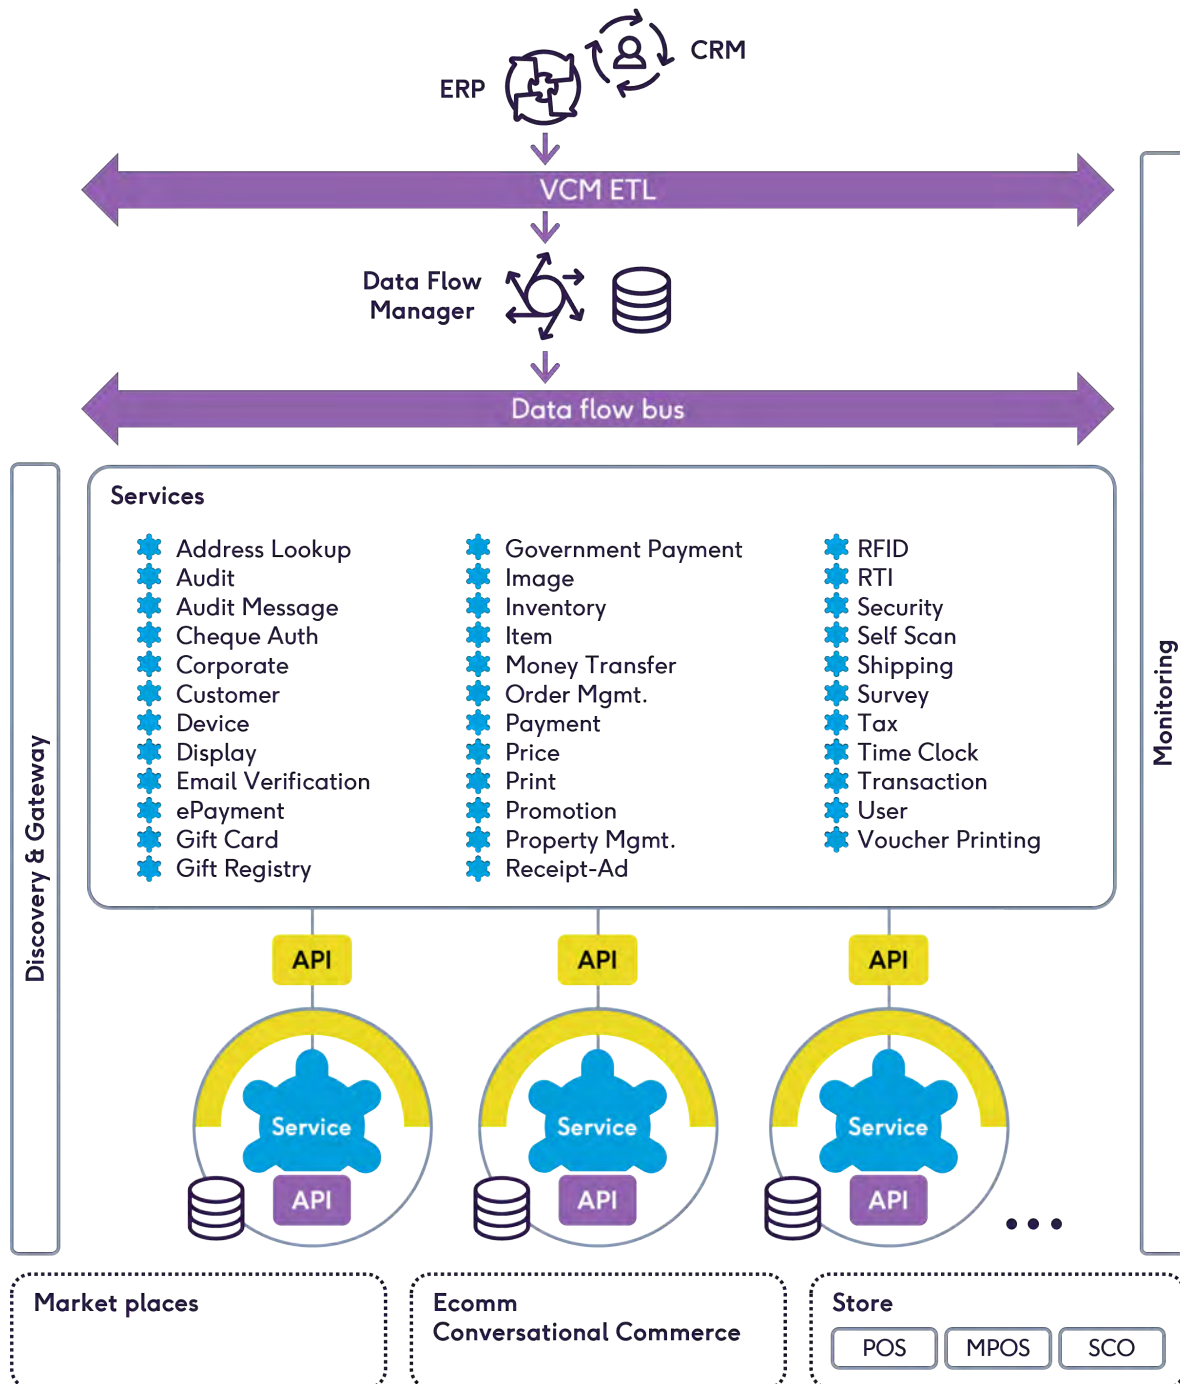 CRM
ERP
VCM ETL
Data Flow
Manager
Data flow bus
Services
Address Lookup
Audit
Audit Message
Cheque Auth
Corporate
Customer
Device
Display
Email Verification
ePayment
Gift Card
Gift Registry
Government Payment
Image
Inventory
Item
Money Transfer
Order Mgmt.
Payment
Price
Print
Promotion
Property Mgmt.
Receipt-Ad
RFID
RTI
Security
Self Scan
Shipping
Survey
Tax
Time Clock
Transaction
User
Voucher Printing
Discovery & Gateway
Monitoring
API
API
API
Service
Service
Service
API
API
API
Market places
Ecomm
Conversational Commerce
Store
POS
MPOS
SCO